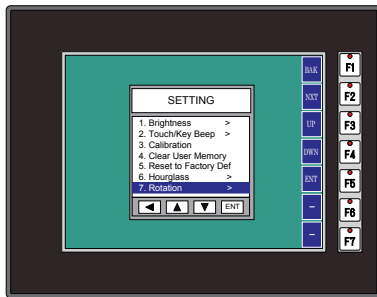 SETTING
1. Brightness >
2. Touch/Key Beep >
3. Calibration
4. Clear User Memory
5. Reset to Factory Def
6. Hourglass >
7. Rotation >
ENT
BAK
NXT
UP
DWN
ENT
–
–
F1
F2
F3
F4
F5
F6
F7